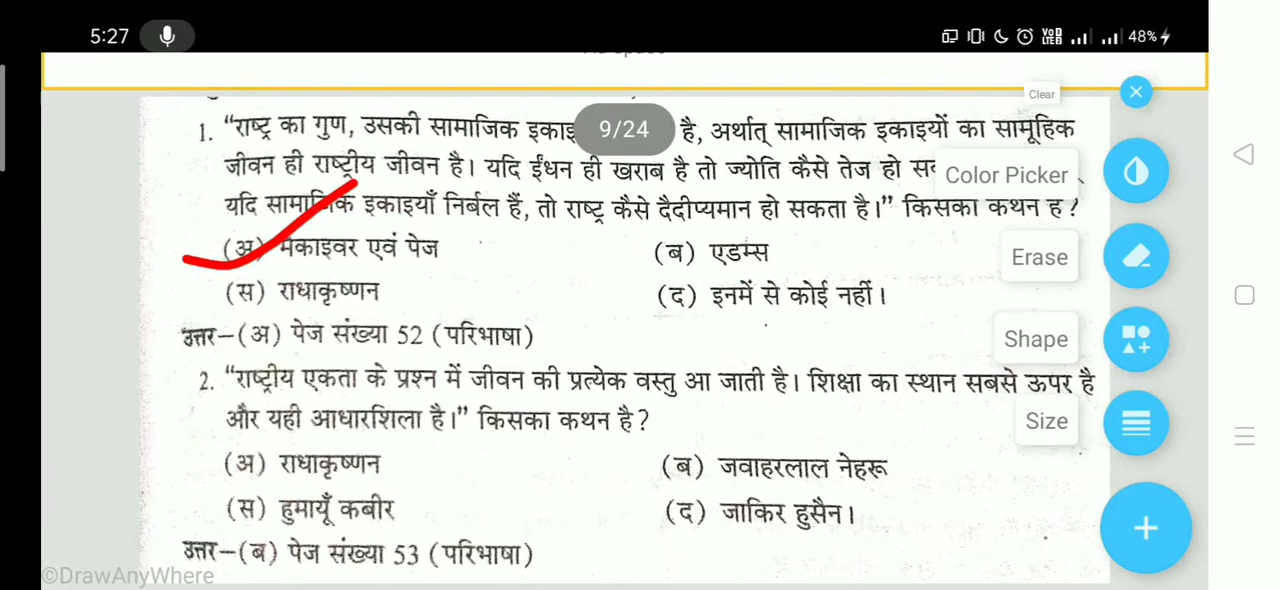 5:27 48%
Clear
1. “राष्ट्र का गुण, उसकी सामाजिक 9/24 है, अर्थात् सामाजिक इकाइयों का सामूहिक
जीवन ही राष्ट्रीय जीवन है। यदि ईंधन ही खराब है तो ज्योति कैसे तेज हो Color Picker
यदि सामाजिक इकाइयाँ निर्बल हैं, तो राष्ट्र कैसे दैदीप्यमान हो सकता है।” किसका कथन ह?
(अ) मैकाइवर एवं पेज (ब) एडम्स Erase
(स) राधाकृष्णन (द) इनमें से कोई नहीं।
उत्तर–(अ) पेज संख्या 52 (परिभाषा) Shape
2. “राष्ट्रीय एकता के प्रश्न में जीवन की प्रत्येक वस्तु आ जाती है। शिक्षा का स्थान सबसे ऊपर है
और यही आधारशिला है।” किसका कथन है? Size
(अ) राधाकृष्णन (ब) जवाहरलाल नेहरू
(स) हुमायूँ कबीर (द) जाकिर हुसैन।
उत्तर–(ब) पेज संख्या 53 (परिभाषा)
©DrawAnyWhere